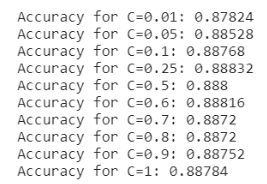 Accuracy for C=0.01: 0.87824
Accuracy for C=0.05: 0.88528
Accuracy for C=0.1: 0.88768
Accuracy for C=0.25: 0.88832
Accuracy for C=0.5: 0.888
Accuracy for C=0.6: 0.88816
Accuracy for C=0.7: 0.8872
Accuracy for C=0.8: 0.8872
Accuracy for C=0.9: 0.88752
Accuracy for C=1: 0.88784